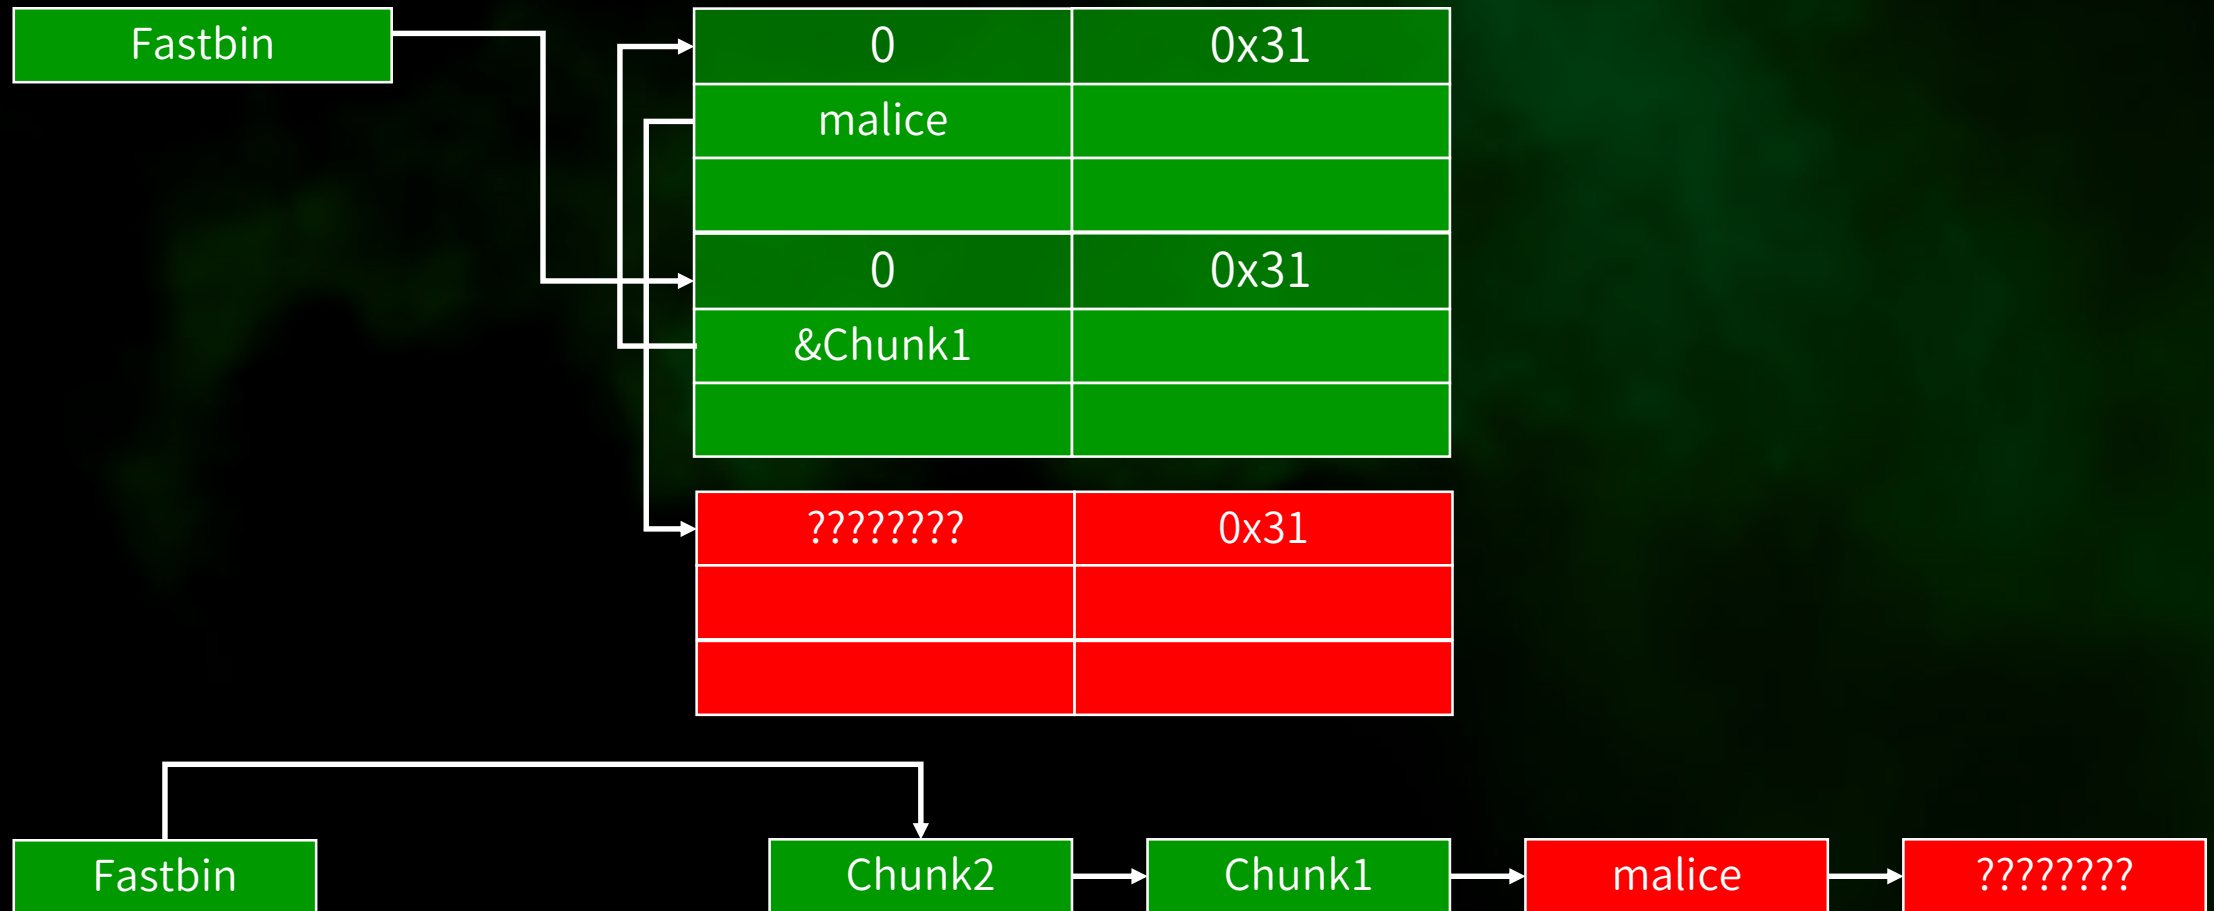 Fastbin
0 0x31
malice
0 0x31
&Chunk1
???????? 0x31
Fastbin Chunk2 Chunk1 malice ????????